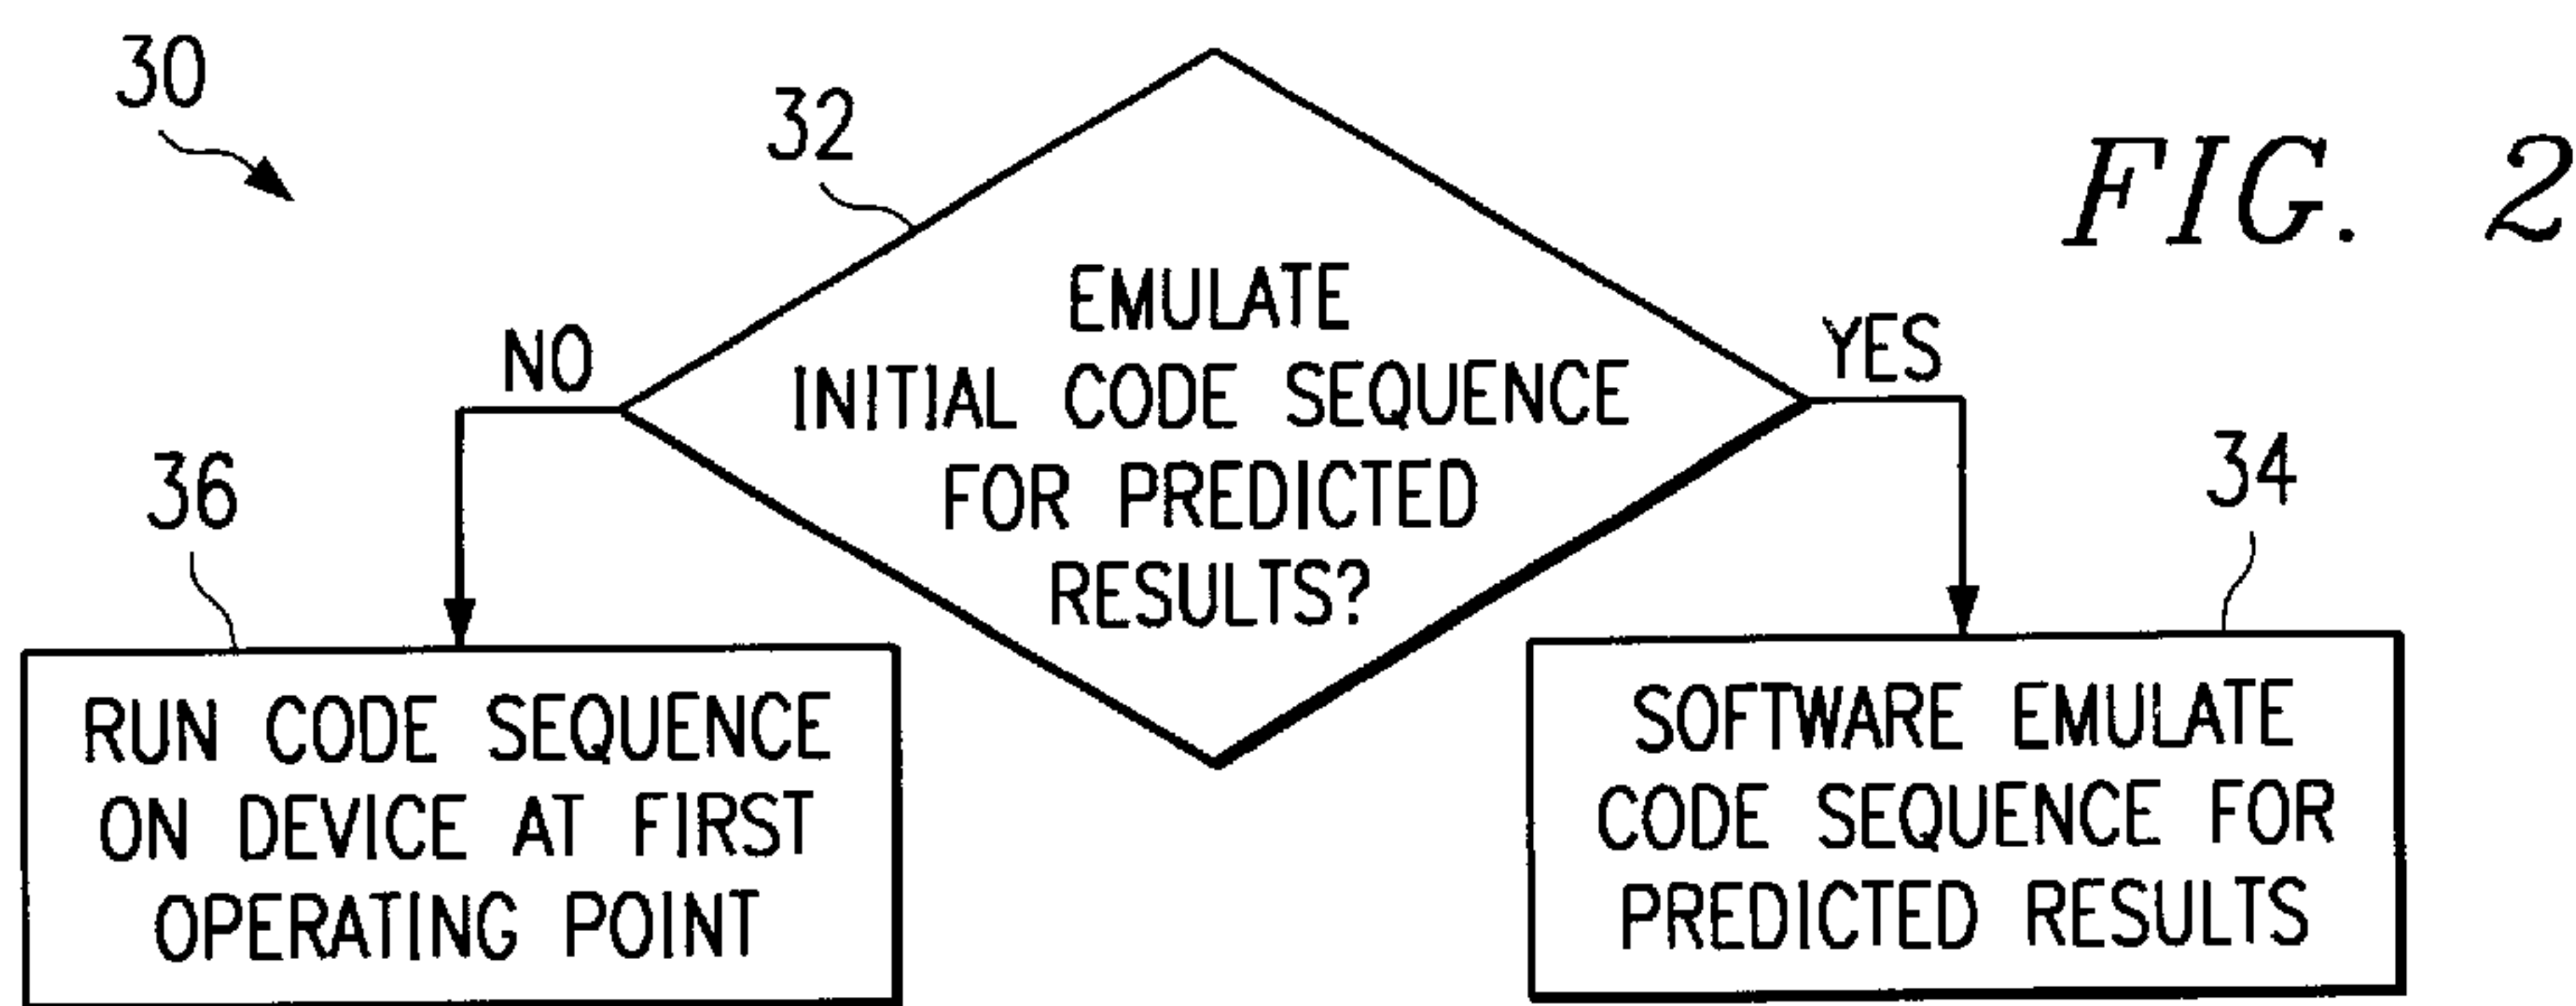 30
32
FIG. 2
EMULATE
INITIAL CODE SEQUENCE
FOR PREDICTED
RESULTS?
NO
YES
36
34
RUN CODE SEQUENCE
ON DEVICE AT FIRST
OPERATING POINT
SOFTWARE EMULATE
CODE SEQUENCE FOR
PREDICTED RESULTS